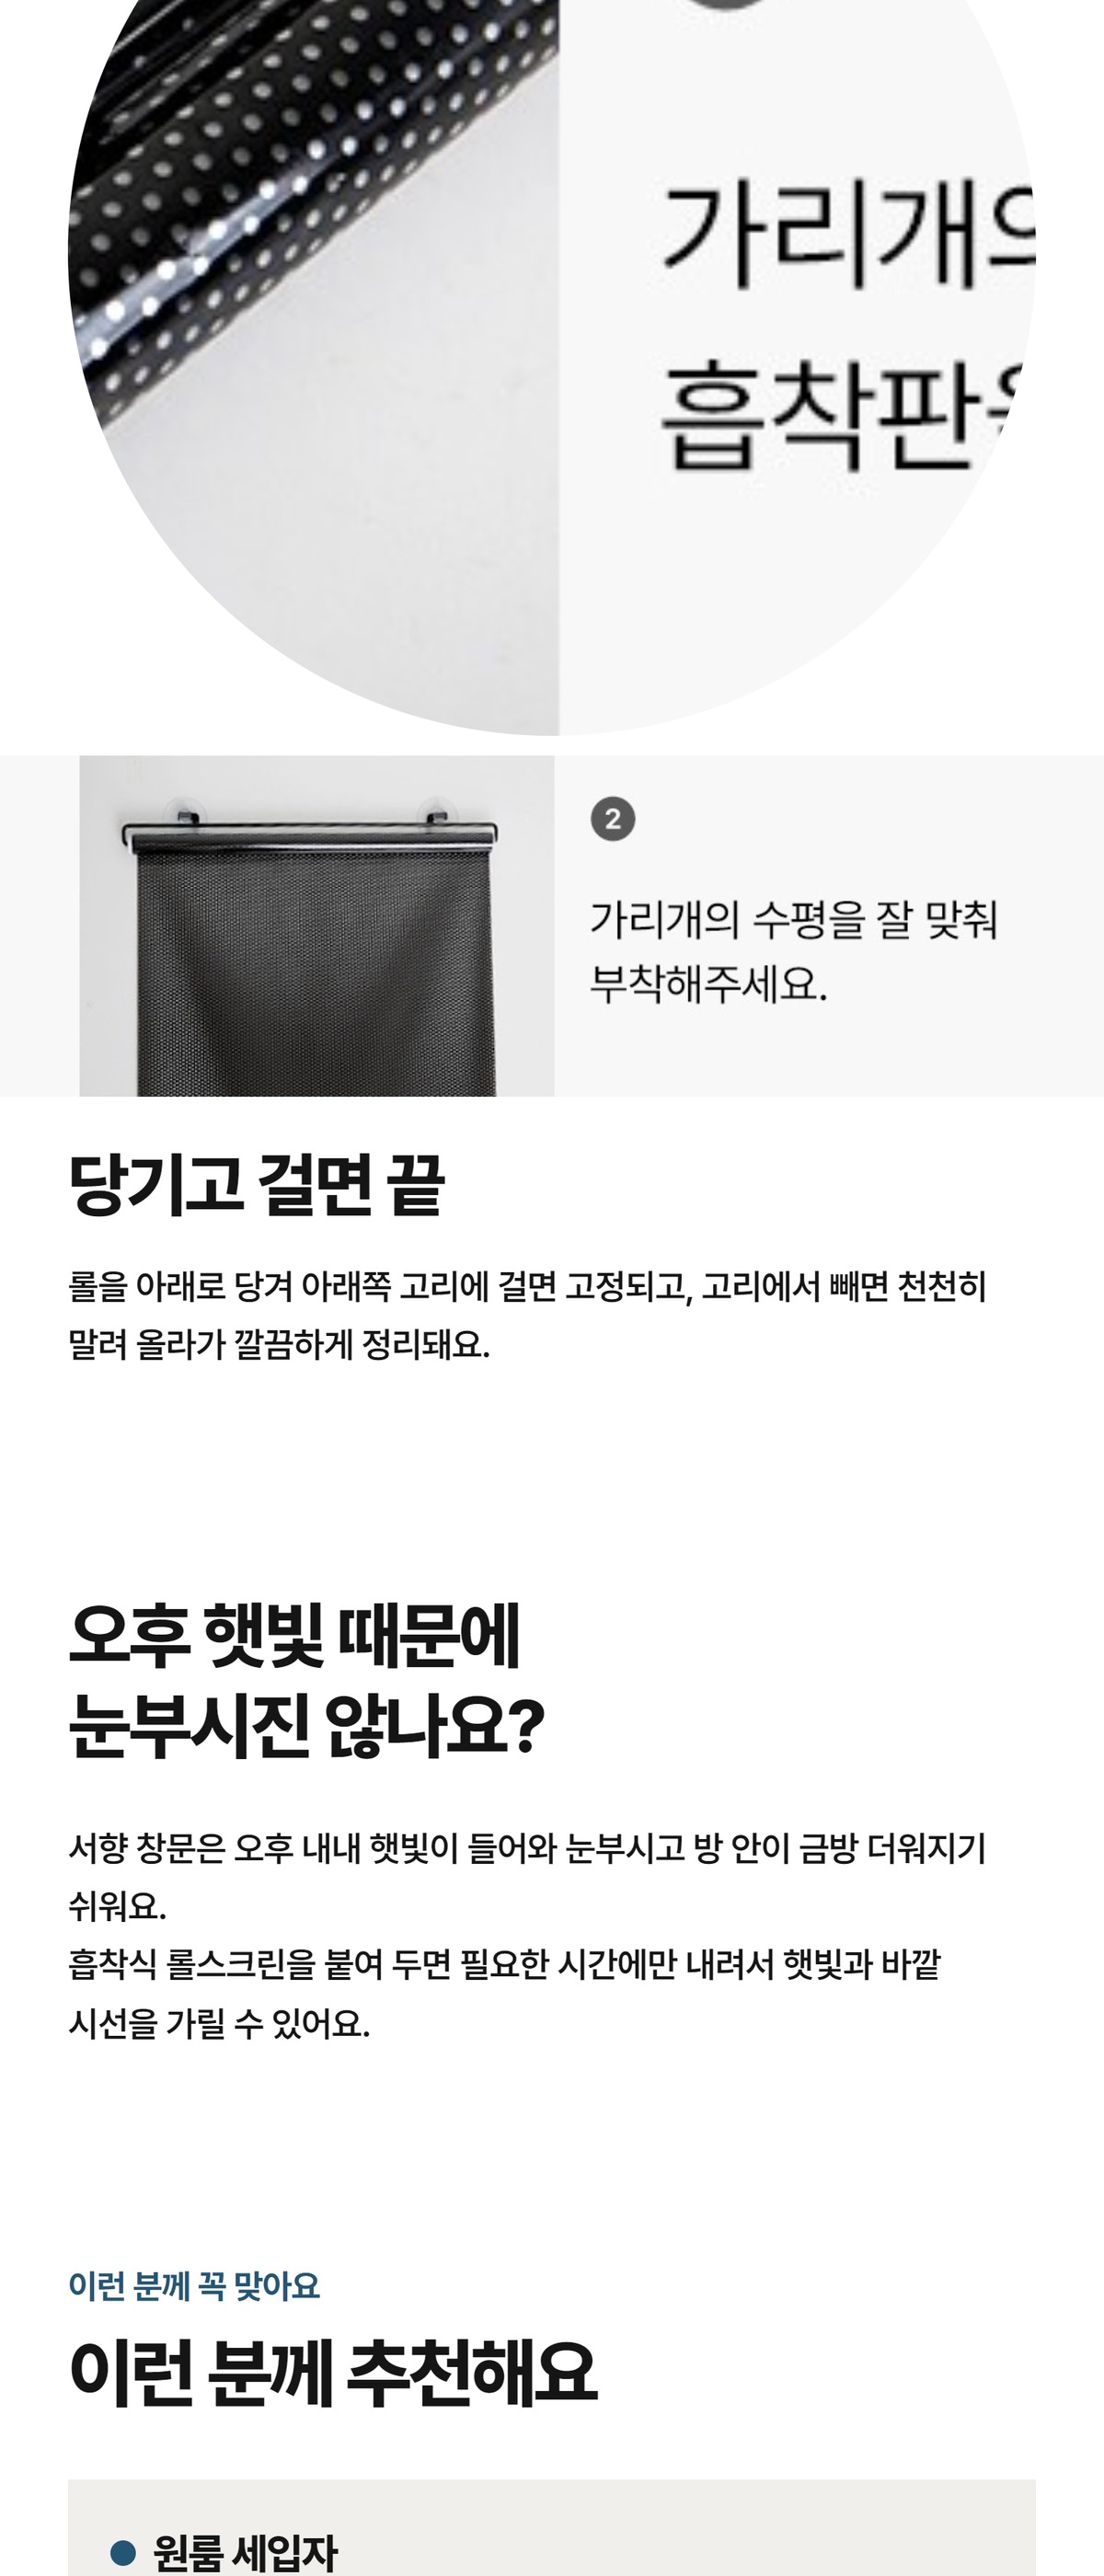 가리개의
흡착판
2
가리개의 수평을 잘 맞춰
부착해주세요.
당기고 걸면 끝
롤을 아래로 당겨 아래쪽 고리에 걸면 고정되고, 고리에서 빼면 천천히
말려 올라가 깔끔하게 정리돼요.
오후 햇빛 때문에
눈부시진 않나요?
서향 창문은 오후 내내 햇빛이 들어와 눈부시고 방 안이 금방 더워지기
쉬워요.
흡착식 롤스크린을 붙여 두면 필요한 시간에만 내려서 햇빛과 바깥
시선을 가릴 수 있어요.
이런 분께 꼭 맞아요
이런 분께 추천해요
원룸 세입자